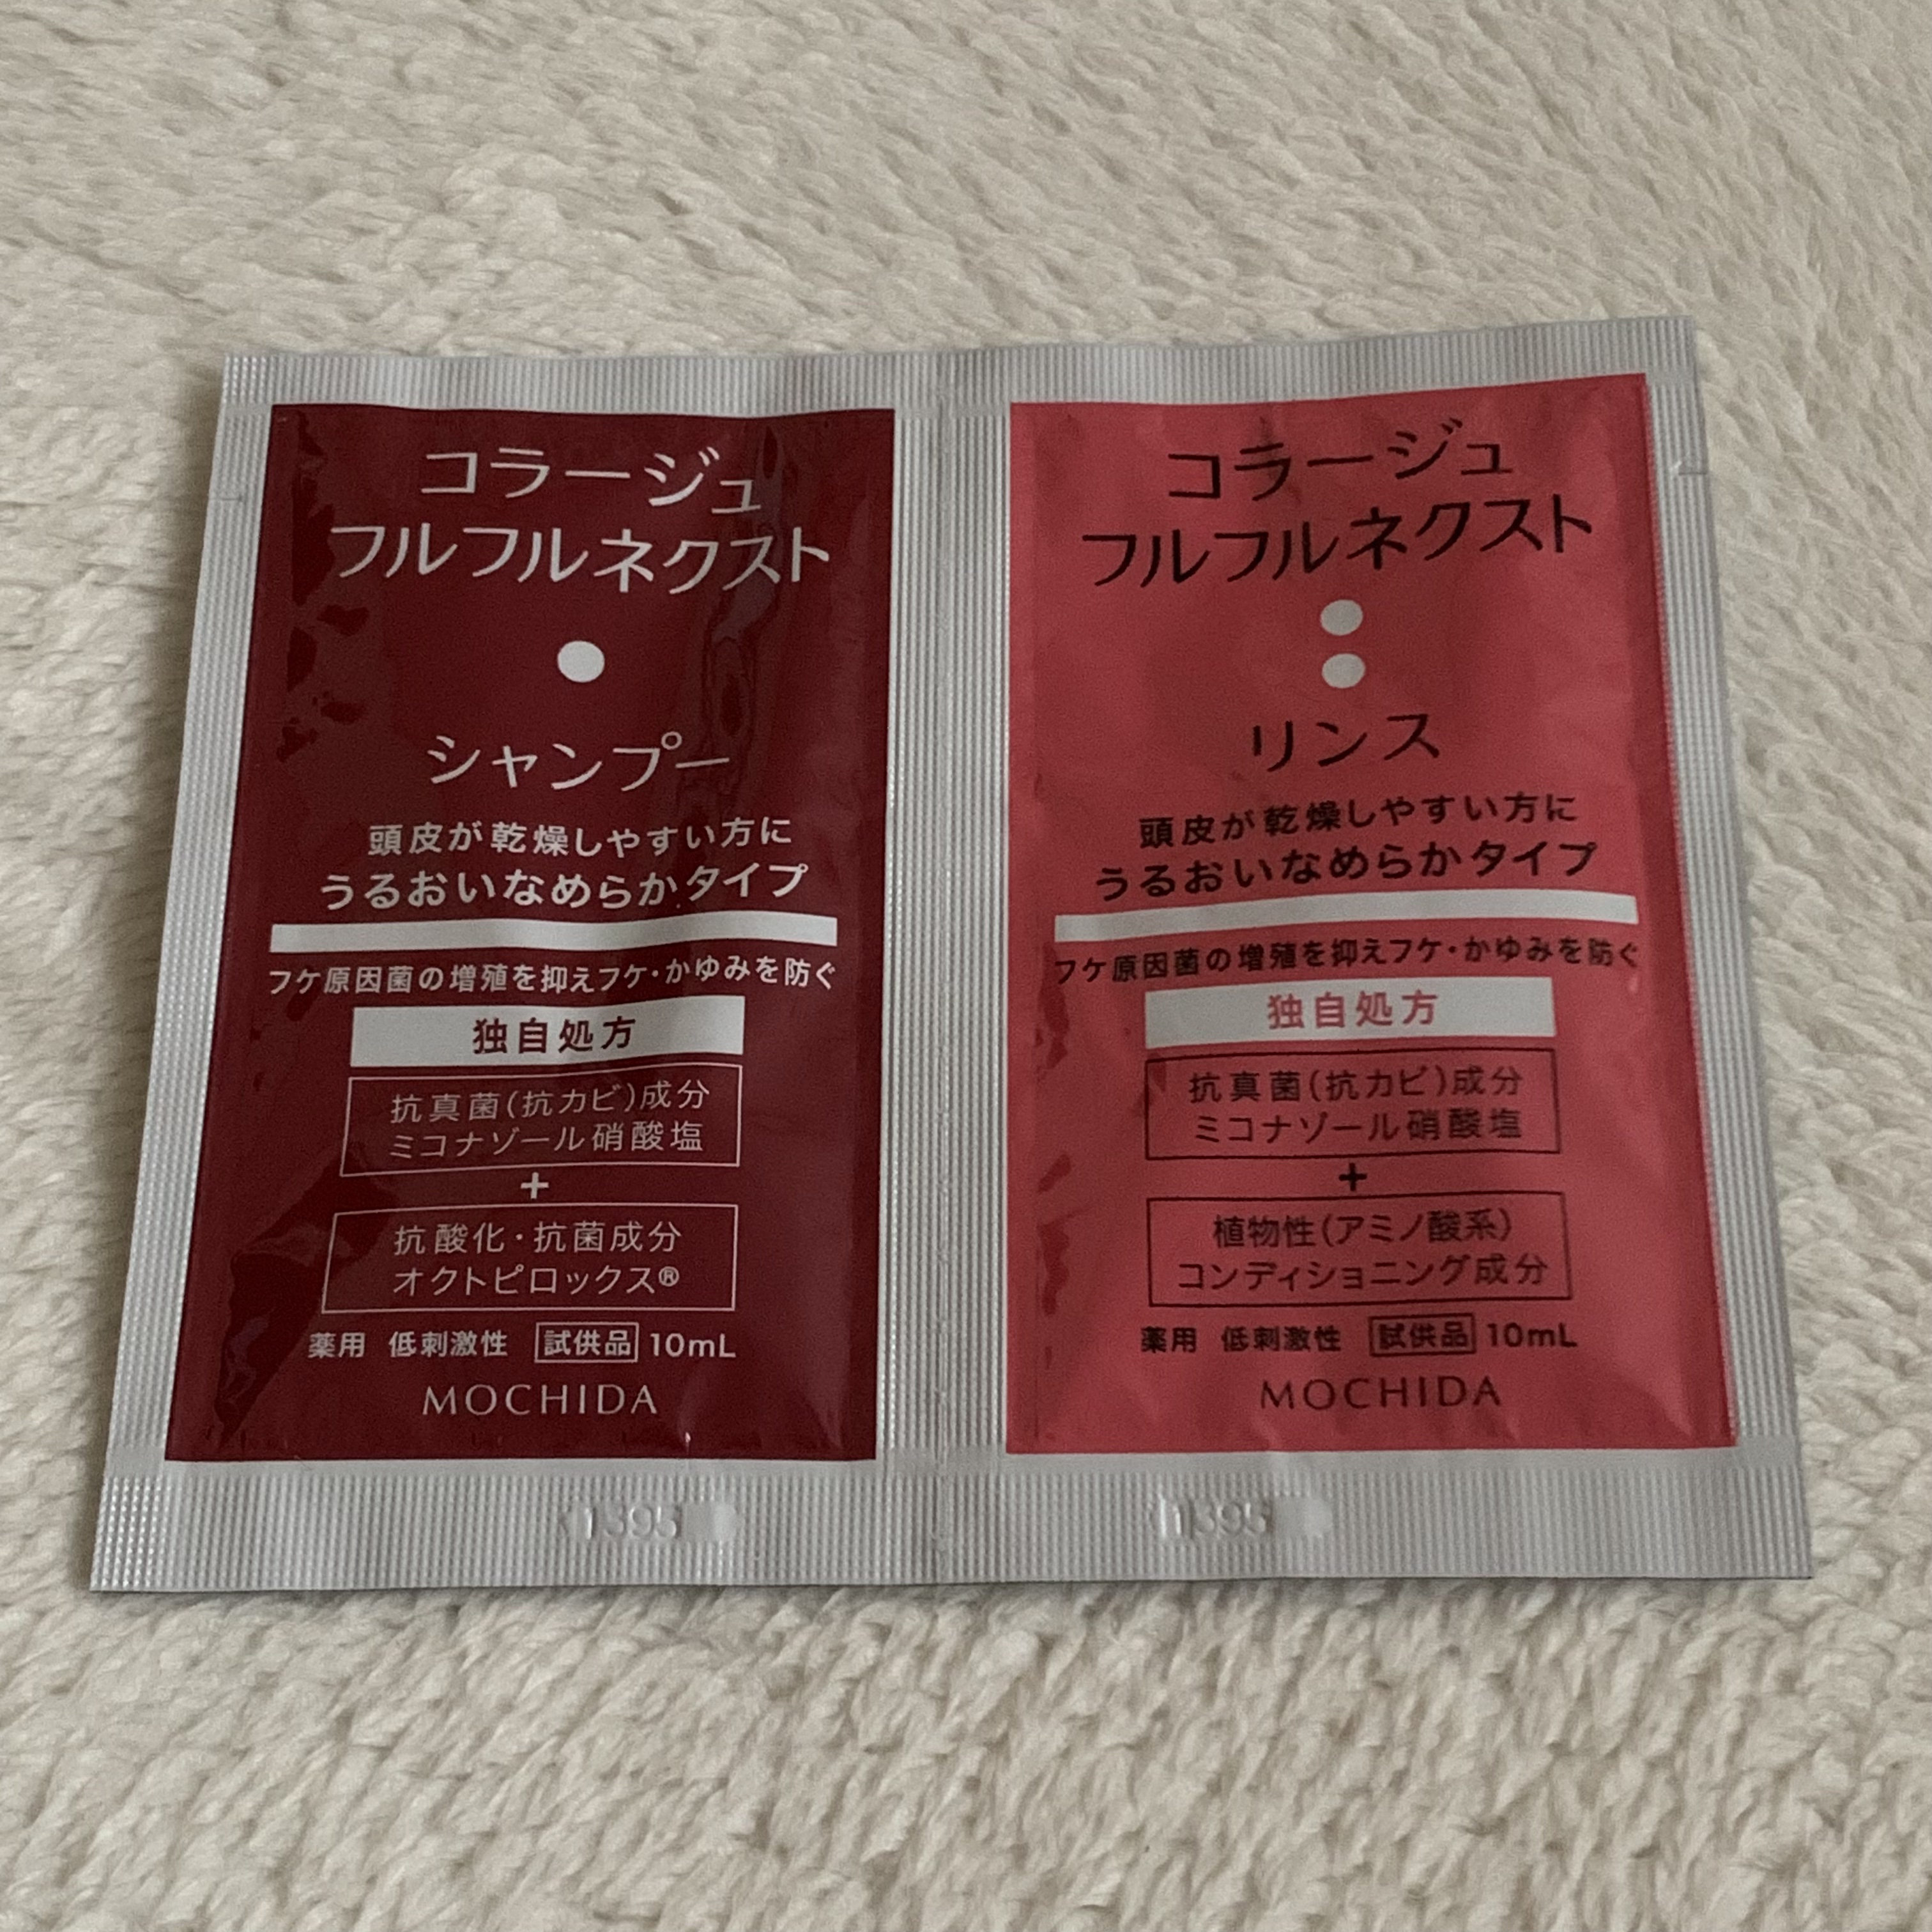 コラージュ
フルフルネクスト
シャンプー
頭皮が乾燥しやすい方に
うるおいなめらかタイプ
フケ原因菌の増殖を抑えフケ・かゆみを防ぐ
独自処方
抗真菌(抗カビ)成分
ミコナゾール硝酸塩
+
抗酸化・抗菌成分
オクトピロックス®
薬用 低刺激性 試供品 10mL
MOCHIDA
コラージュ
フルフルネクスト
リンス
頭皮が乾燥しやすい方に
うるおいなめらかタイプ
フケ原因菌の増殖を抑えフケ・かゆみを防ぐ
独自処方
抗真菌(抗カビ)成分
ミコナゾール硝酸塩
+
植物性(アミノ酸系)
コンディショニング成分
薬用 低刺激性 試供品 10mL
MOCHIDA